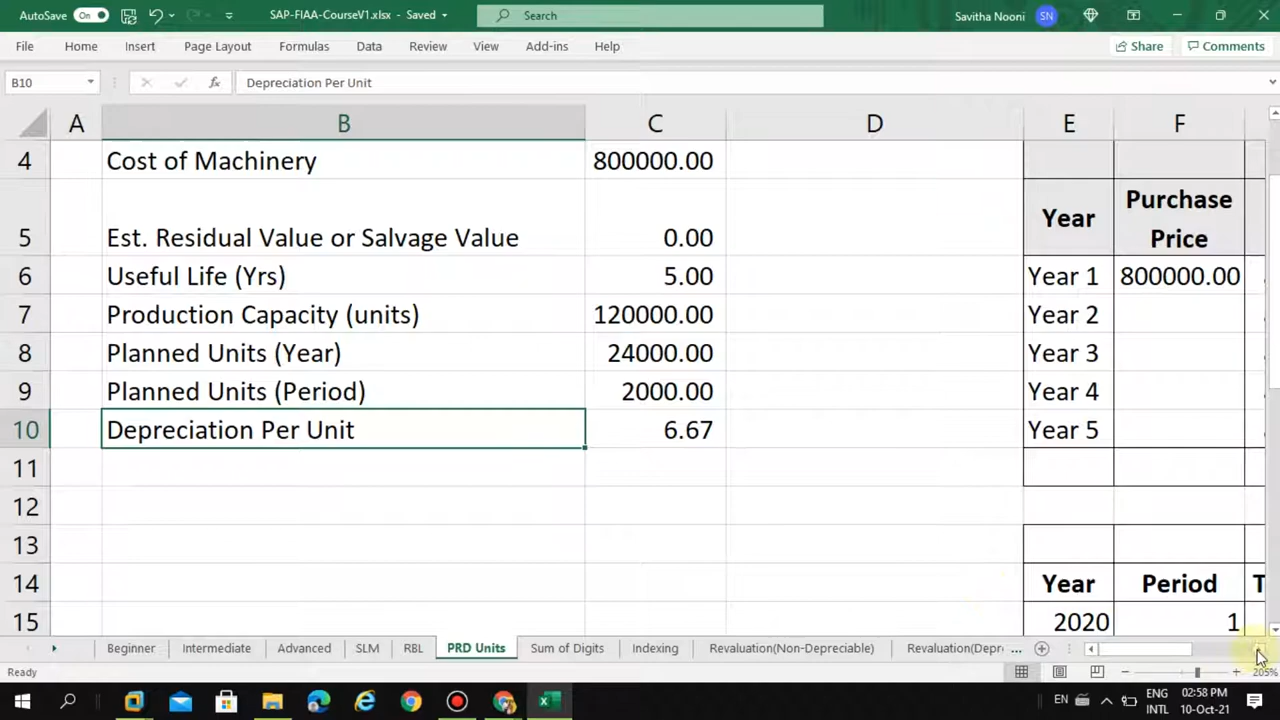 AutoSave On SAP-FIAA-CourseV1.xlsx - Saved Search Savitha Nooni SN
File Home Insert Page Layout Formulas Data Review View Add-ins Help Share Comments
B10 fx Depreciation Per Unit
A B C D E F
4 Cost of Machinery 800000.00
Year Purchase
Price
5 Est. Residual Value or Salvage Value 0.00
6 Useful Life (Yrs) 5.00 Year 1 800000.00
7 Production Capacity (units) 120000.00 Year 2
8 Planned Units (Year) 24000.00 Year 3
9 Planned Units (Period) 2000.00 Year 4
10 Depreciation Per Unit 6.67 Year 5
11
12
13
14 Year Period T
15 2020 1
Beginner Intermediate Advanced SLM RBL PRD Units Sum of Digits Indexing Revaluation(Non-Depreciable) Revaluation(Depr ...
Ready 205%
EN ENG 02:58 PM
INTL 10-Oct-21